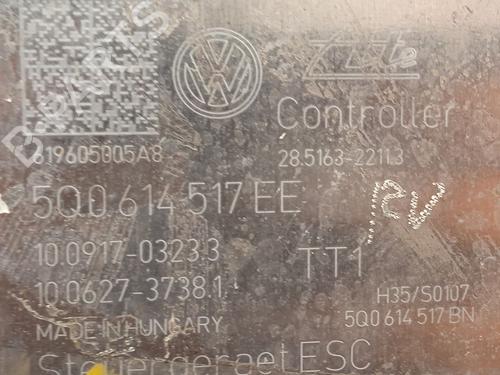 Ate
Controller
819605005A8
28.5163-2211.3
5Q0 614 517 EE
10.0917-0323.3
TT1
10.0627-3738.1
H35/S0107
MADE IN HUNGARY
5Q0 614 517 BN
Steuergeraet ESC